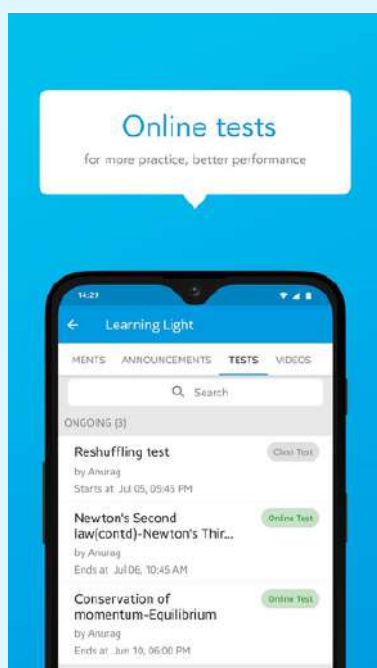 Online tests
for more practice, better performance
14:27
Learning Light
MENTS ANNOUNCEMENTS TESTS VIDEOS
Search
ONGOING (3)
Reshuffling test
Class Test
by Anurag
Starts at Jul 05, 05:45 PM
Newton's Second
law(contd)-Newton's Thir...
Online Test
by Anurag
Ends at Jul 06, 10:45 AM
Conservation of
momentum-Equilibrium
Online Test
by Anurag
Ends at Jun 10, 06:00 PM